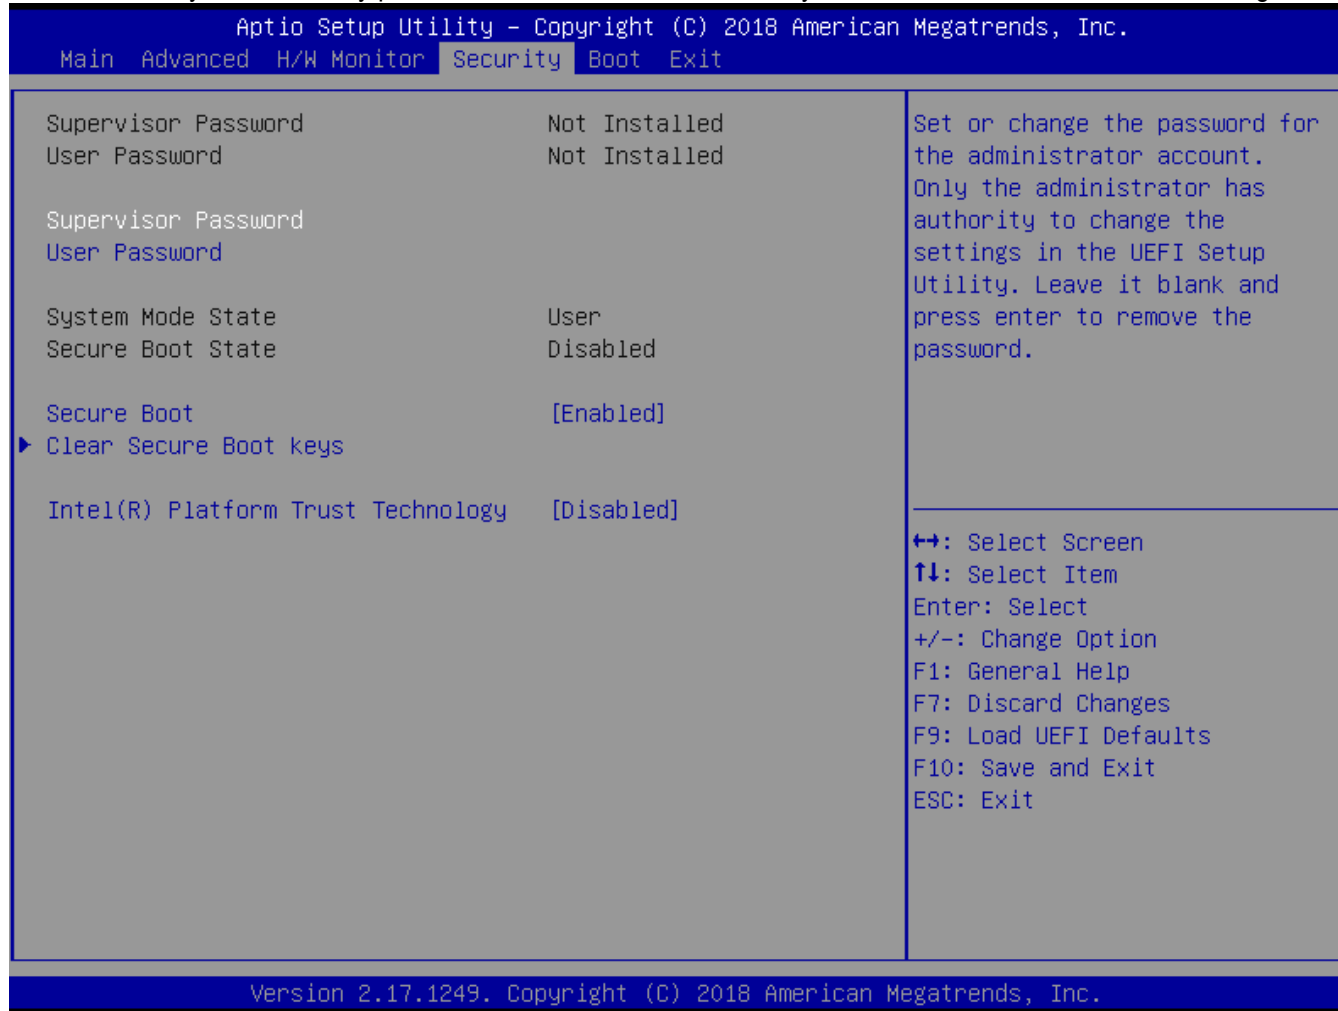 Aptio Setup Utility – Copyright (C) 2018 American Megatrends, Inc.
Main Advanced H/W Monitor Security Boot Exit
Supervisor Password Not Installed
User Password Not Installed
Supervisor Password
User Password
System Mode State User
Secure Boot State Disabled
Secure Boot [Enabled]
Clear Secure Boot keys
Intel(R) Platform Trust Technology [Disabled]
Set or change the password for
the administrator account.
Only the administrator has
authority to change the
settings in the UEFI Setup
Utility. Leave it blank and
press enter to remove the
password.
↔: Select Screen
↑↓: Select Item
Enter: Select
+/-: Change Option
F1: General Help
F7: Discard Changes
F9: Load UEFI Defaults
F10: Save and Exit
ESC: Exit
Version 2.17.1249. Copyright (C) 2018 American Megatrends, Inc.